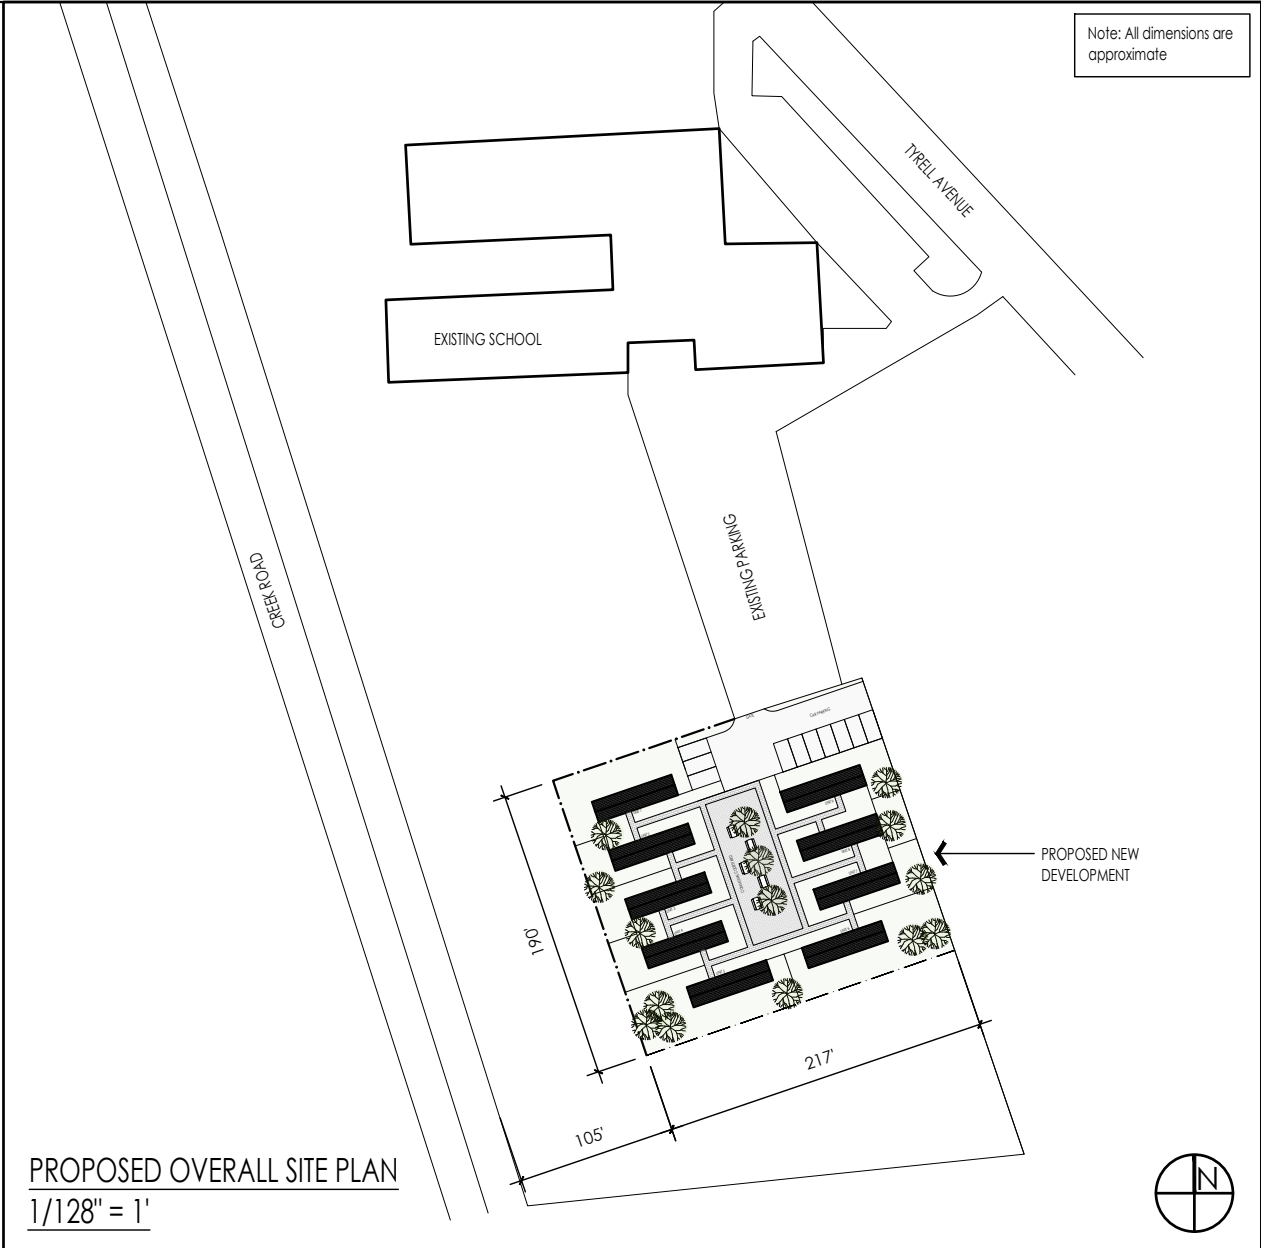 Note: All dimensions are
approximate
TYRELL AVENUE
EXISTING SCHOOL
EXISTING PARKING
CREEK ROAD
PROPOSED NEW
DEVELOPMENT
190'
217'
105'
PROPOSED OVERALL SITE PLAN
1/128" = 1'
N